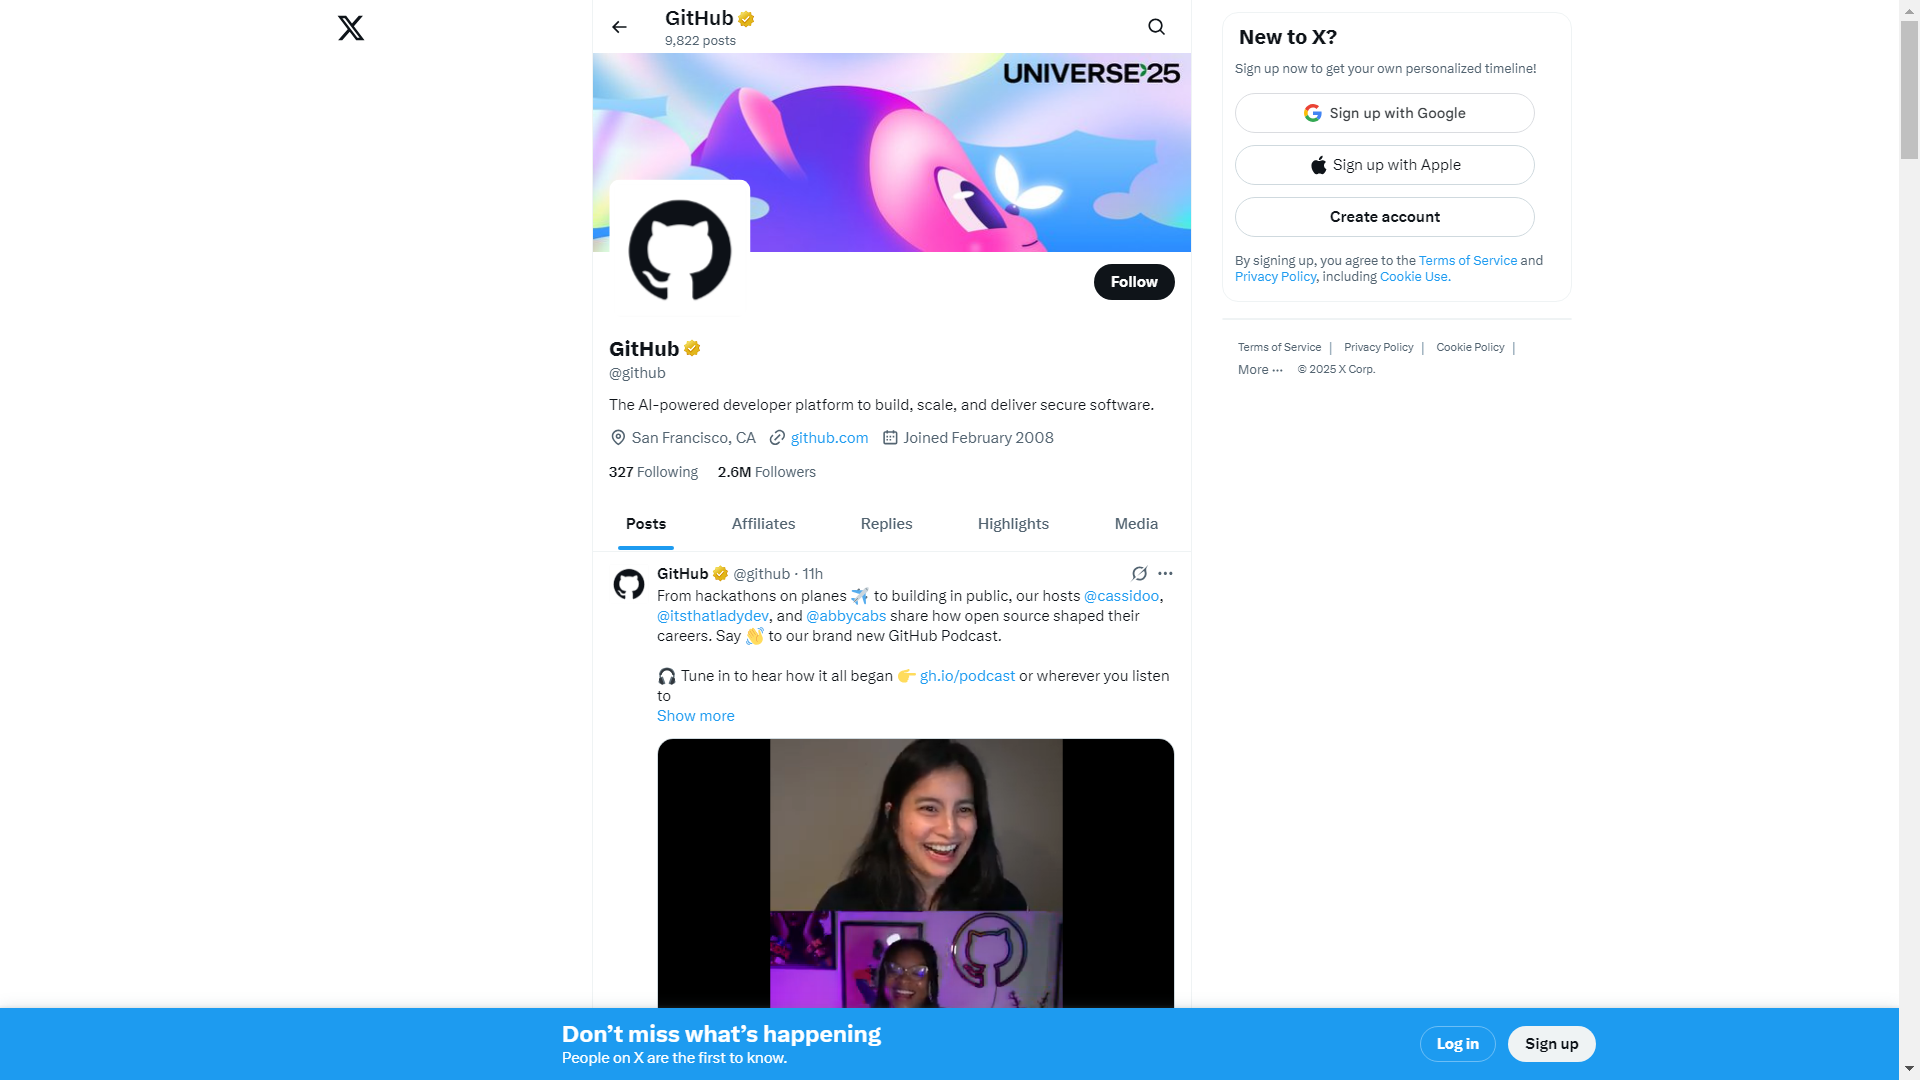 GitHub
9,822 posts
UNIVERSE'25
Follow
GitHub
@github
The AI-powered developer platform to build, scale, and deliver secure software.
San Francisco, CA github.com Joined February 2008
327 Following 2.6M Followers
Posts Affiliates Replies Highlights Media
GitHub @github · 11h
From hackathons on planes ✈️ to building in public, our hosts @cassidoo,
@itsthatladydev, and @abbycabs share how open source shaped their
careers. Say 👋 to our brand new GitHub Podcast.
🎧 Tune in to hear how it all began 👉 gh.io/podcast or wherever you listen
to
Show more
New to X?
Sign up now to get your own personalized timeline!
Sign up with Google
Sign up with Apple
Create account
By signing up, you agree to the Terms of Service and
Privacy Policy, including Cookie Use.
Terms of Service | Privacy Policy | Cookie Policy |
More ··· © 2025 X Corp.
Don’t miss what’s happening
People on X are the first to know.
Log in
Sign up